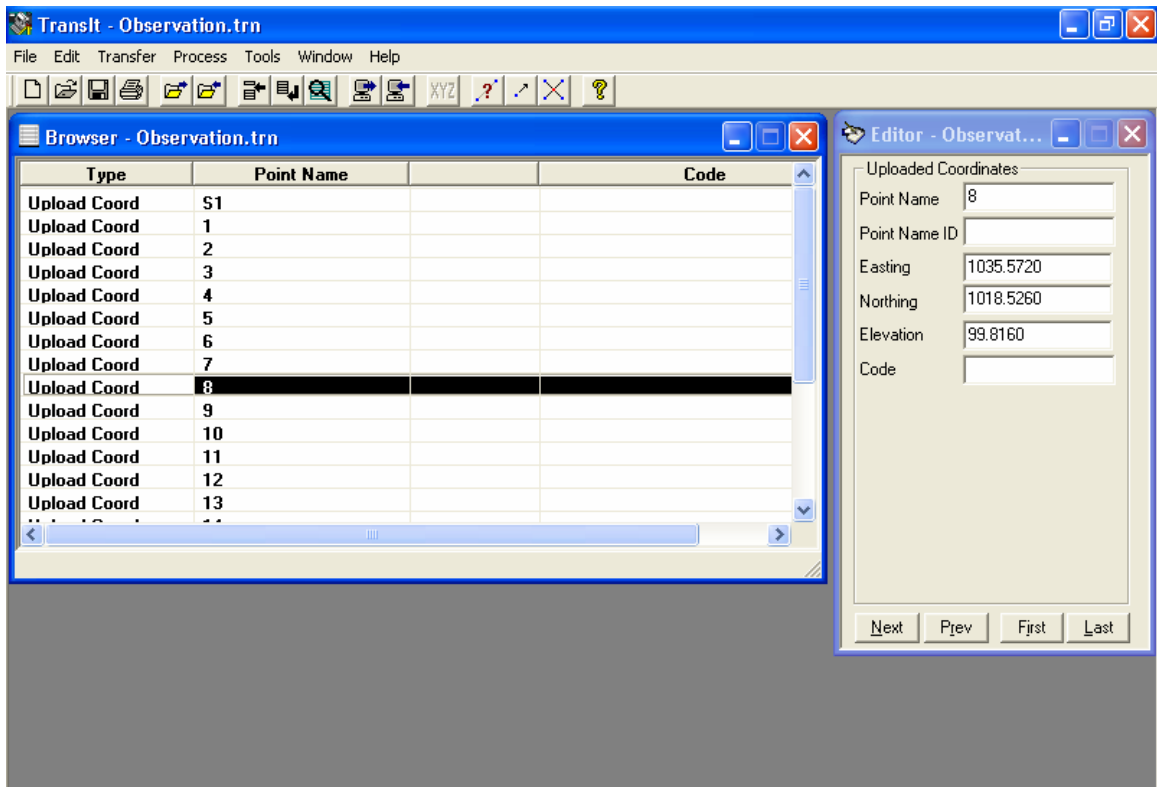 TransIt - Observation.trn
File Edit Transfer Process Tools Window Help
XYZ
Browser - Observation.trn
Type Point Name Code
Upload Coord S1
Upload Coord 1
Upload Coord 2
Upload Coord 3
Upload Coord 4
Upload Coord 5
Upload Coord 6
Upload Coord 7
Upload Coord 8
Upload Coord 9
Upload Coord 10
Upload Coord 11
Upload Coord 12
Upload Coord 13
Editor - Observat...
Uploaded Coordinates
Point Name 8
Point Name ID
Easting 1035.5720
Northing 1018.5260
Elevation 99.8160
Code
Next Prev First Last